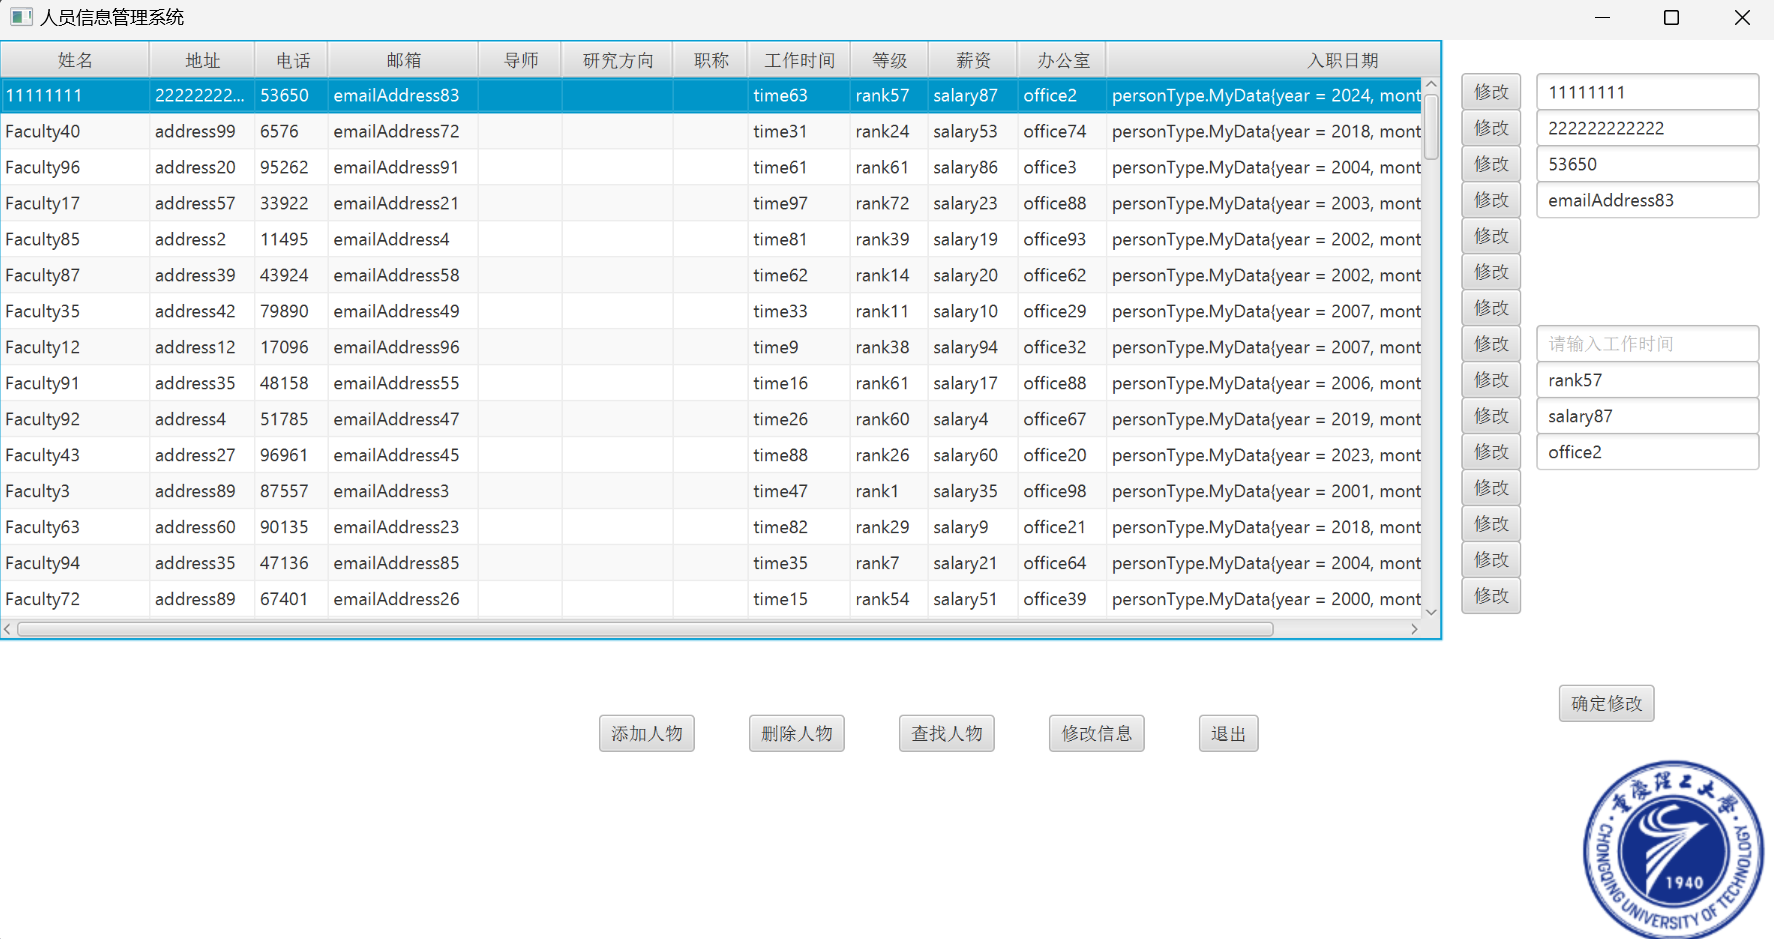 人员信息管理系统
姓名 地址 电话 邮箱 导师 研究方向 职称 工作时间 等级 薪资 办公室 入职日期
11111111 22222222... 53650 emailAddress83 time63 rank57 salary87 office2 personType.MyData{year = 2024, mont
Faculty40 address99 6576 emailAddress72 time31 rank24 salary53 office74 personType.MyData{year = 2018, mont
Faculty96 address20 95262 emailAddress91 time61 rank61 salary86 office3 personType.MyData{year = 2004, mont
Faculty17 address57 33922 emailAddress21 time97 rank72 salary23 office88 personType.MyData{year = 2003, mont
Faculty85 address2 11495 emailAddress4 time81 rank39 salary19 office93 personType.MyData{year = 2002, mont
Faculty87 address39 43924 emailAddress58 time62 rank14 salary20 office62 personType.MyData{year = 2002, mont
Faculty35 address42 79890 emailAddress49 time33 rank11 salary10 office29 personType.MyData{year = 2007, mont
Faculty12 address12 17096 emailAddress96 time9 rank38 salary94 office32 personType.MyData{year = 2007, mont
Faculty91 address35 48158 emailAddress55 time16 rank61 salary17 office88 personType.MyData{year = 2006, mont
Faculty92 address4 51785 emailAddress47 time26 rank60 salary4 office67 personType.MyData{year = 2019, mont
Faculty43 address27 96961 emailAddress45 time88 rank26 salary60 office20 personType.MyData{year = 2023, mont
Faculty3 address89 87557 emailAddress3 time47 rank1 salary35 office98 personType.MyData{year = 2001, mont
Faculty63 address60 90135 emailAddress23 time82 rank29 salary9 office21 personType.MyData{year = 2018, mont
Faculty94 address35 47136 emailAddress85 time35 rank7 salary21 office64 personType.MyData{year = 2004, mont
Faculty72 address89 67401 emailAddress26 time15 rank54 salary51 office39 personType.MyData{year = 2000, mont
修改 11111111
修改 222222222222
修改 53650
修改 emailAddress83
修改
修改
修改
修改 请输入工作时间
修改 rank57
修改 salary87
修改 office2
修改
修改
修改
修改
确定修改
添加人物 删除人物 查找人物 修改信息 退出
重庆理工大学
1940
CHONGQING UNIVERSITY OF TECHNOLOGY